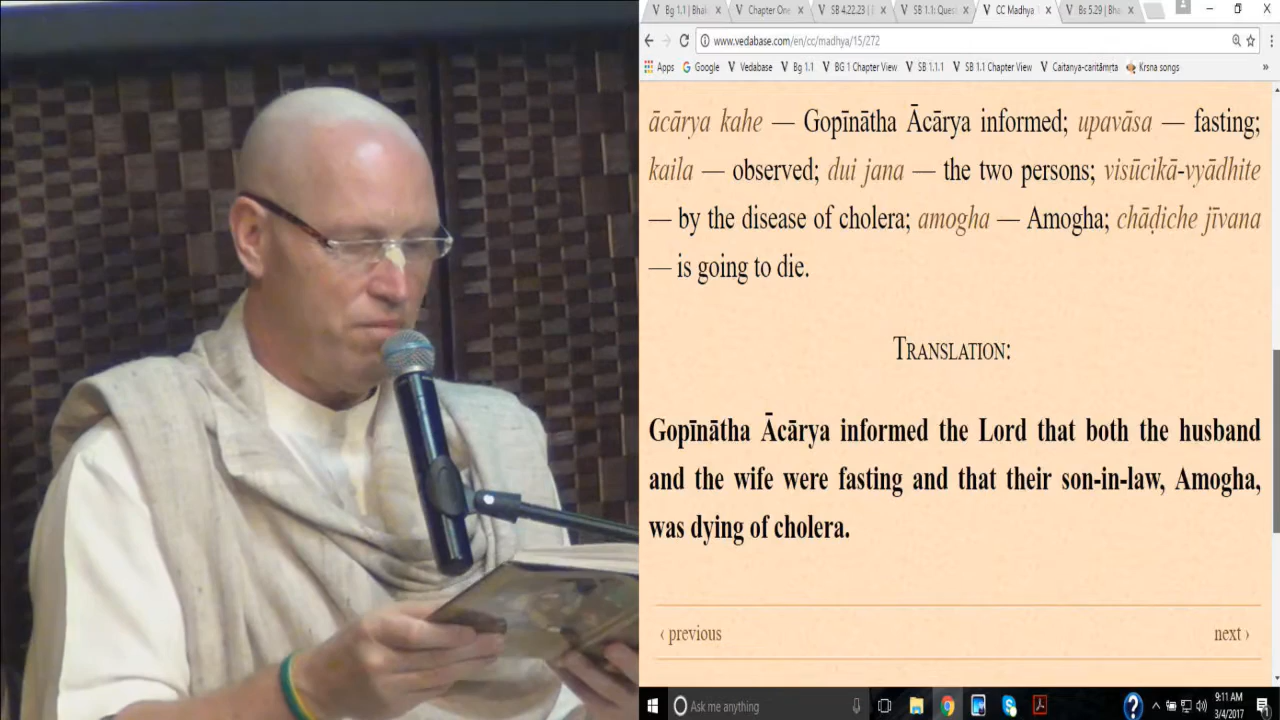 Bg 1.1 | Bhak
Chapter One
SB 4.22.23 |
SB 1.1: Ques
CC Madhya
Bs 5.29 | Bha
www.vedabase.com/en/cc/madhya/15/272
Apps Google Vedabase Bg 1.1 BG 1 Chapter View SB 1.1.1 SB 1.1 Chapter View Caitanya-caritāmṛta Krsna songs »
ācārya kahe — Gopīnātha Ācārya informed; upavāsa — fasting;
kaila — observed; dui jana — the two persons; visūcikā-vyādhite
— by the disease of cholera; amogha — Amogha; chāḍiche jīvana
— is going to die.
TRANSLATION:
Gopīnātha Ācārya informed the Lord that both the husband
and the wife were fasting and that their son-in-law, Amogha,
was dying of cholera.
‹ previous next ›
Ask me anything
9:11 AM
3/4/2017